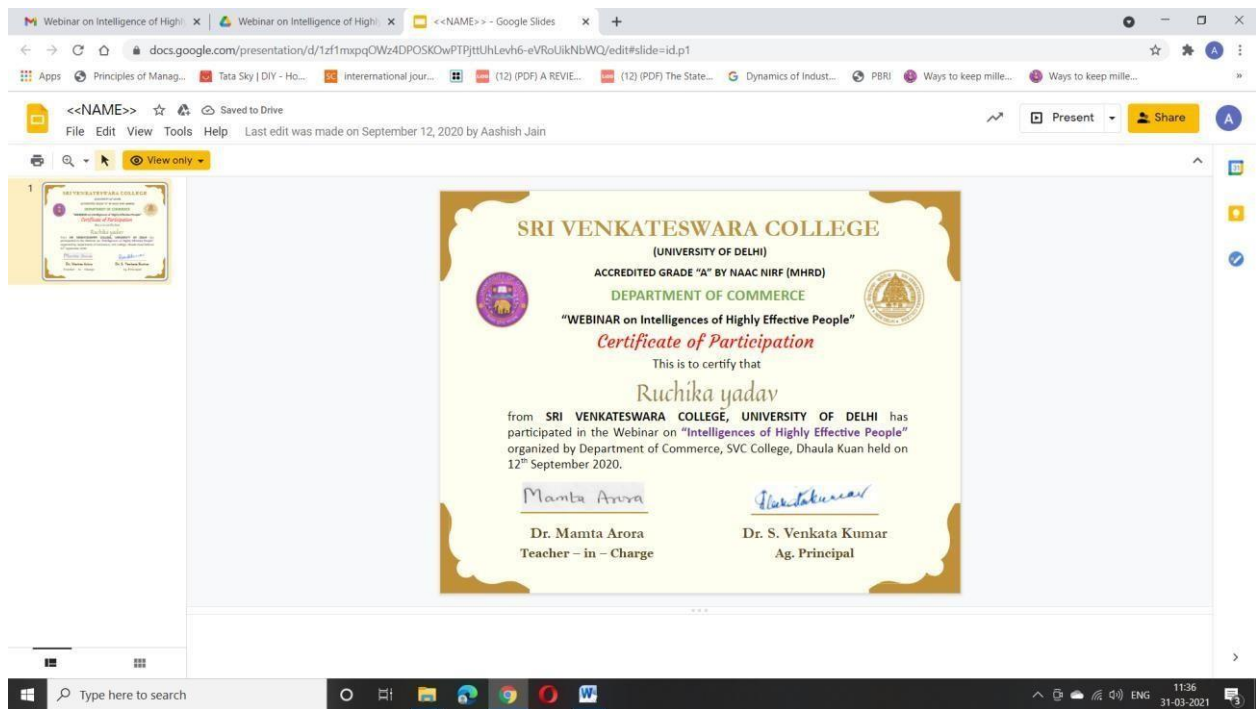 Webinar on Intelligence of Highl
Webinar on Intelligence of Highl
<<NAME>> - Google Slides
docs.google.com/presentation/d/1zf1mxpqOWz4DPOSKOwPTPjttUhLevh6-eVRoUikNbWQ/edit#slide=id.p1
Apps Principles of Manag... Tata Sky | DIY - Ho... interernational jour... (12) (PDF) A REVIE... (12) (PDF) The State... Dynamics of Indust... PBRI Ways to keep mille... Ways to keep mille...
<<NAME>> Saved to Drive
File Edit View Tools Help Last edit was made on September 12, 2020 by Aashish Jain
Present Share A
View only
1
SRI VENKATESWARA COLLEGE
(UNIVERSITY OF DELHI)
ACCREDITED GRADE “A” BY NAAC NIRF (MHRD)
DEPARTMENT OF COMMERCE
“WEBINAR on Intelligences of Highly Effective People”
Certificate of Participation
This is to certify that
Ruchika yadav
from SRI VENKATESWARA COLLEGE, UNIVERSITY OF DELHI has
participated in the Webinar on “Intelligences of Highly Effective People”
organized by Department of Commerce, SVC College, Dhaula Kuan held on
12th September 2020.
Mamta Arora
Dr. Mamta Arora Dr. S. Venkata Kumar
Teacher – in – Charge Ag. Principal
Type here to search
ENG 11:36
31-03-2021